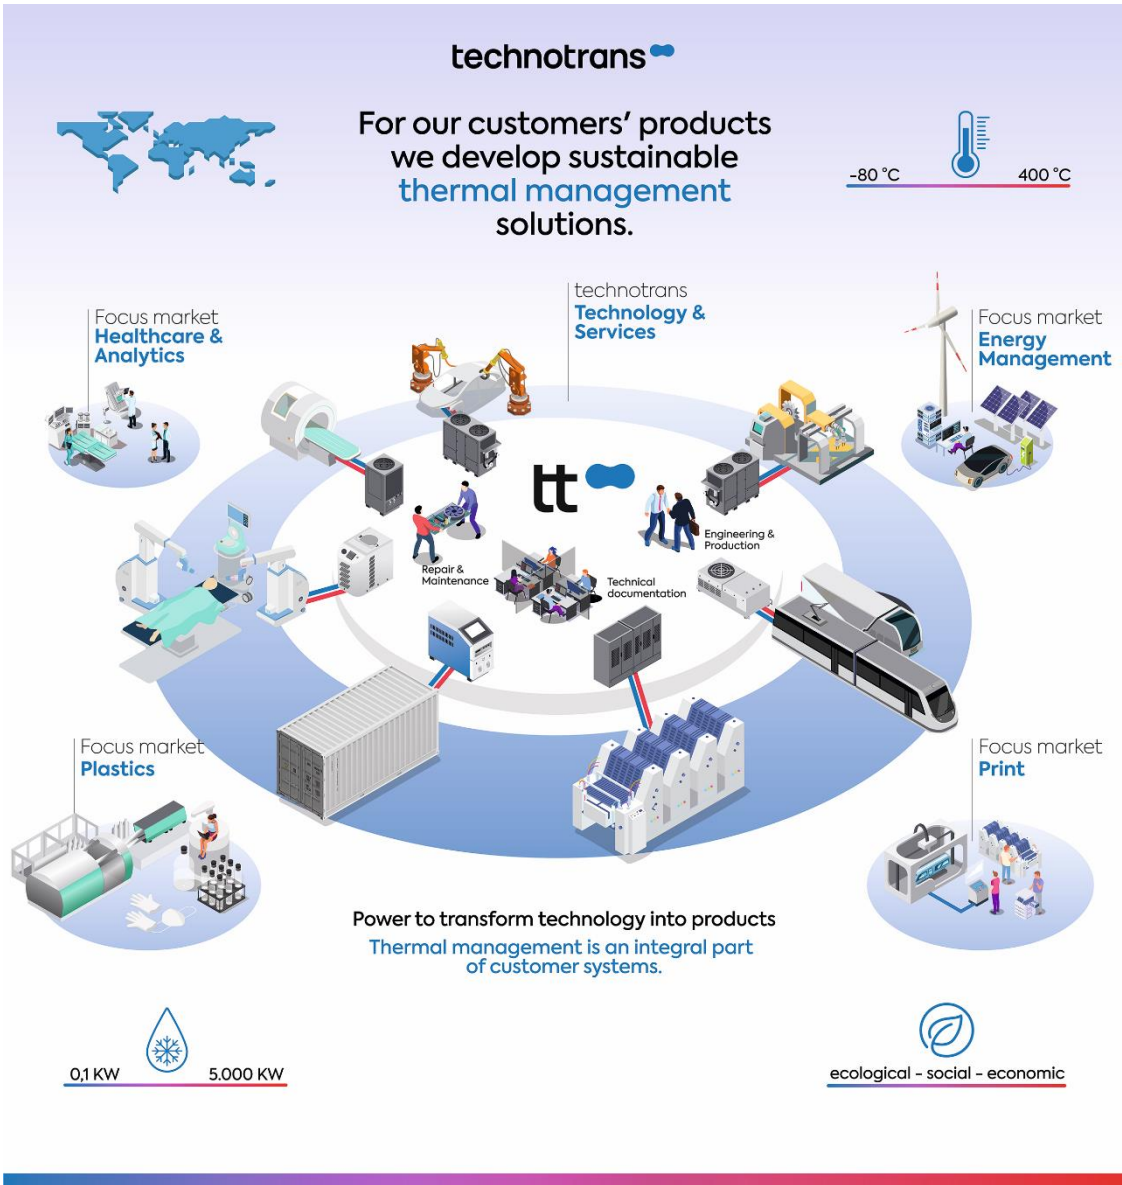 technotrans
For our customers' products
we develop sustainable
thermal management
solutions.
-80 °C
400 °C
technotrans
Technology &
Services
Focus market
Healthcare &
Analytics
Focus market
Energy
Management
tt
Repair &
Maintenance
Engineering &
Production
Technical
documentation
Focus market
Plastics
Focus market
Print
Power to transform technology into products
Thermal management is an integral part
of customer systems.
0,1 KW
5.000 KW
ecological - social - economic